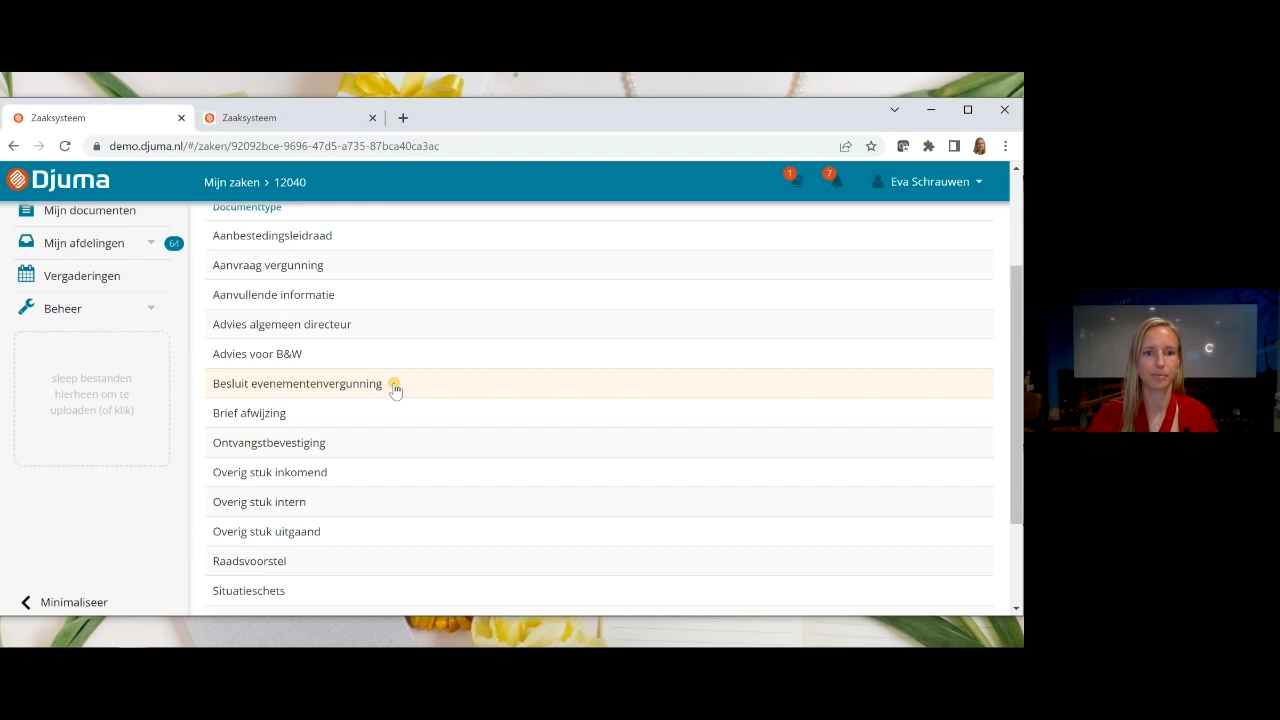 Zaaksysteem
Zaaksysteem
demo.djuma.nl/#/zaken/92092bce-9696-47d5-a735-87bca40ca3ac
Djuma
Mijn zaken > 12040
1
7
Eva Schrauwen
Mijn documenten
Mijn afdelingen
64
Vergaderingen
Beheer
sleep bestanden
hierheen om te
uploaden (of klik)
Minimaliseer
Documenttype
Aanbestedingsleidraad
Aanvraag vergunning
Aanvullende informatie
Advies algemeen directeur
Advies voor B&W
Besluit evenementenvergunning
Brief afwijzing
Ontvangstbevestiging
Overig stuk inkomend
Overig stuk intern
Overig stuk uitgaand
Raadsvoorstel
Situatieschets